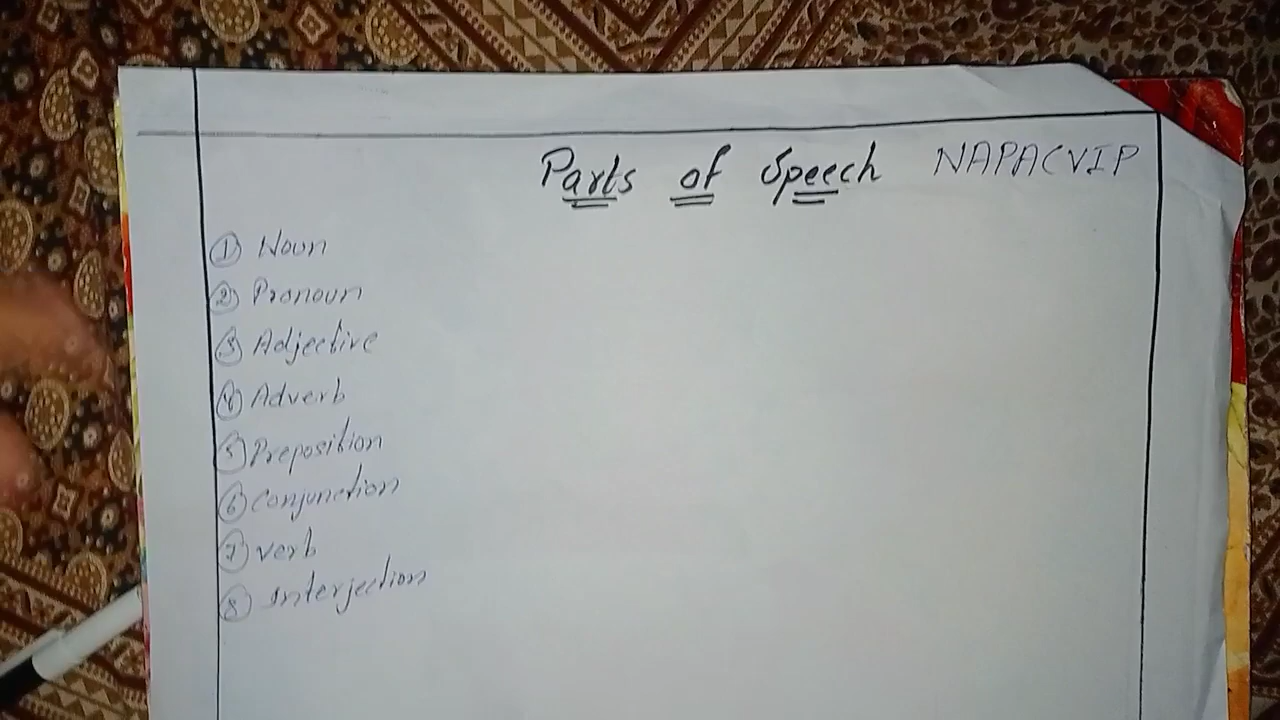 Parts of Speech NAPACVIP
① Noun
② Pronoun
③ Adjective
④ Adverb
⑤ Preposition
⑥ Conjunction
⑦ Verb
⑧ Interjection